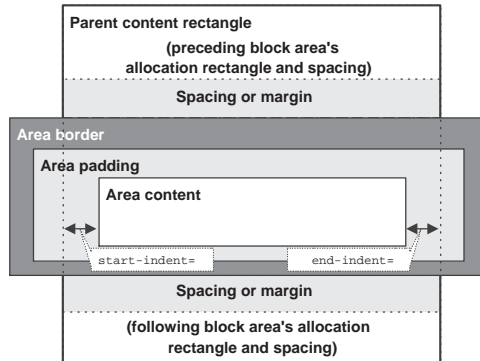 Parent content rectangle
(preceding block area's
allocation rectangle and spacing)
Spacing or margin
Area border
Area padding
Area content
start-indent=
end-indent=
Spacing or margin
(following block area's allocation
rectangle and spacing)